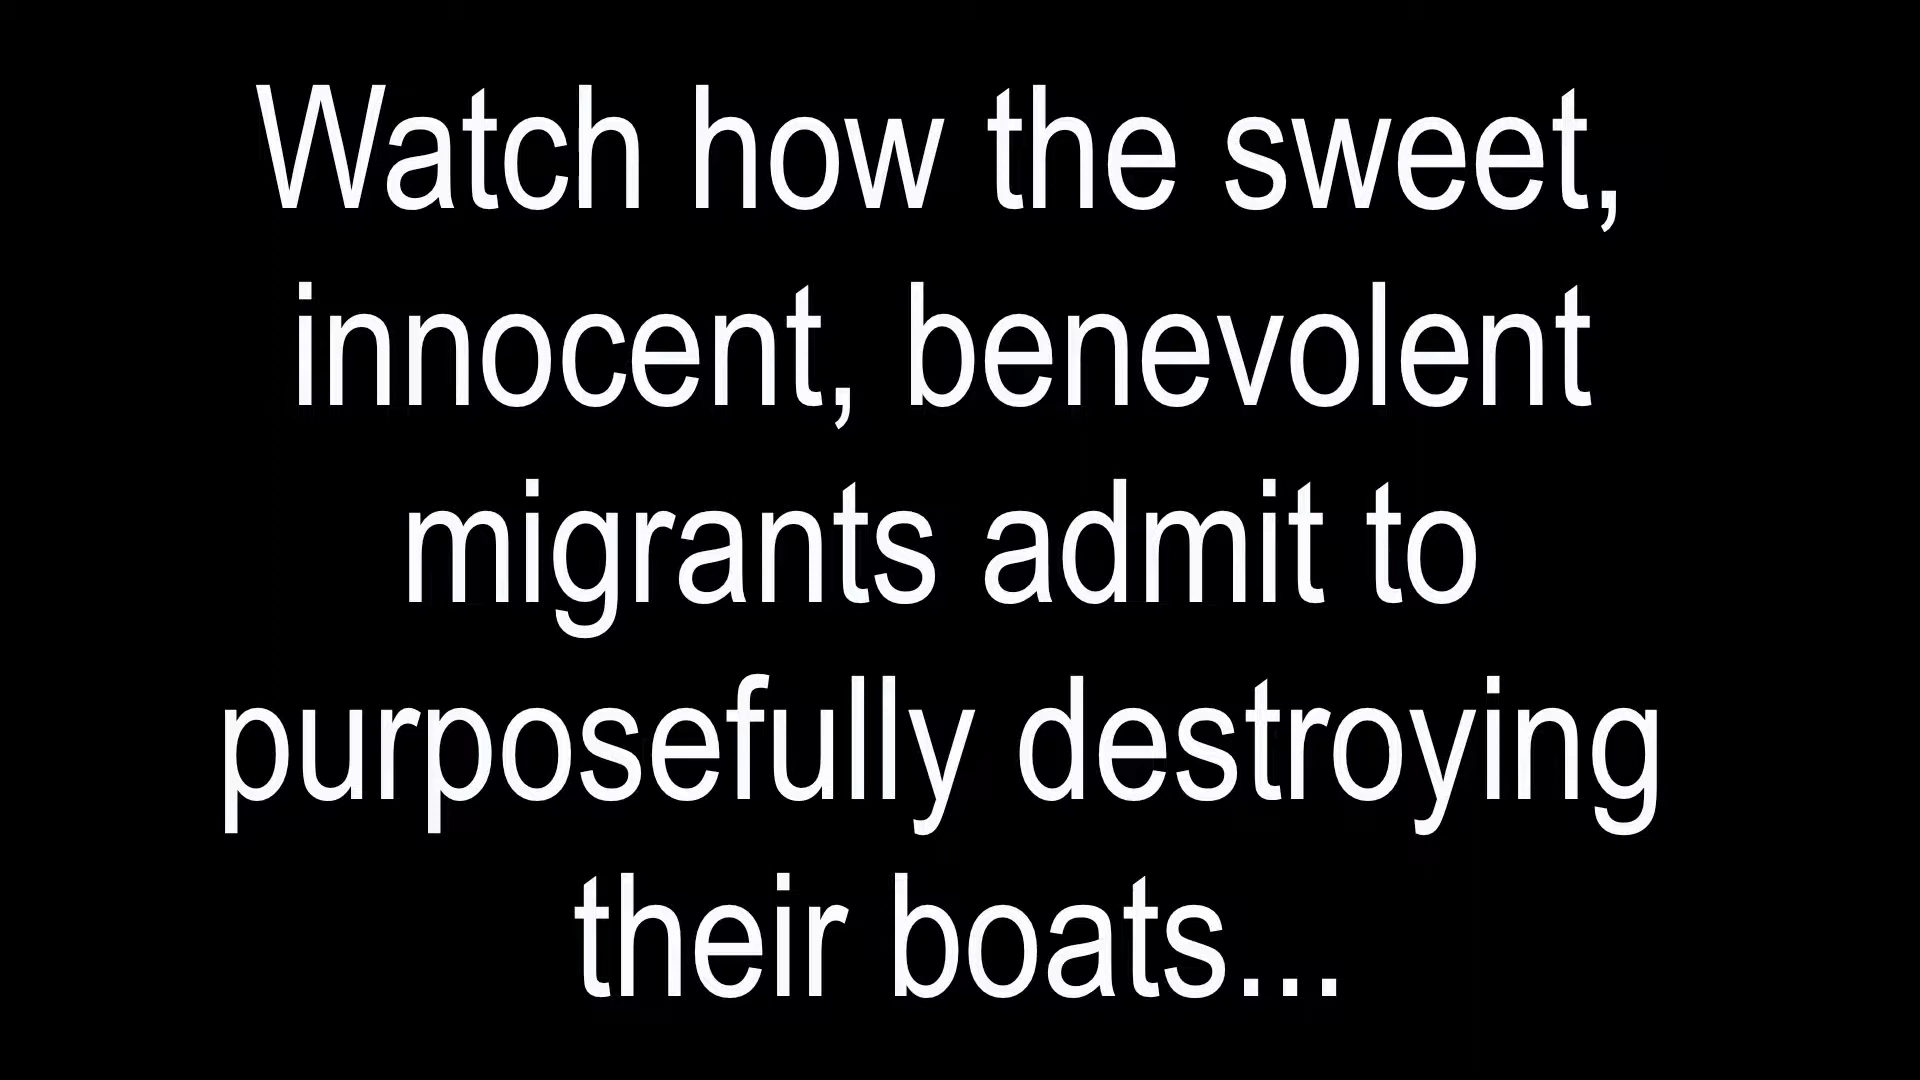 Watch how the sweet,
innocent, benevolent
migrants admit to
purposefully destroying
their boats...